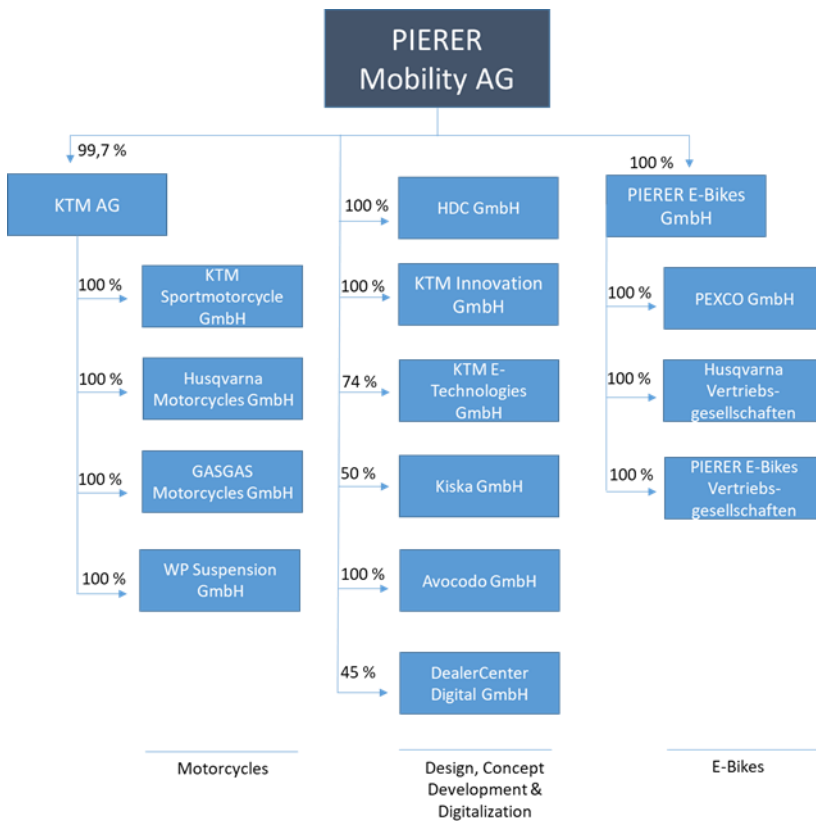 PIERER
Mobility AG
99,7 %
KTM AG
100 %
KTM
Sportmotorcycle
GmbH
100 %
Husqvarna
Motorcycles GmbH
100 %
GASGAS
Motorcycles GmbH
100 %
WP Suspension
GmbH
Motorcycles
100 %
HDC GmbH
100 %
KTM Innovation
GmbH
74 %
KTM E-
Technologies
GmbH
50 %
Kiska GmbH
100 %
Avocodo GmbH
45 %
DealerCenter
Digital GmbH
Design, Concept
Development &
Digitalization
100 %
PIERER E-Bikes
GmbH
100 %
PEXCO GmbH
100 %
Husqvarna
Vertriebs-
gesellschaften
100 %
PIERER E-Bikes
Vertriebs-
gesellschaften
E-Bikes